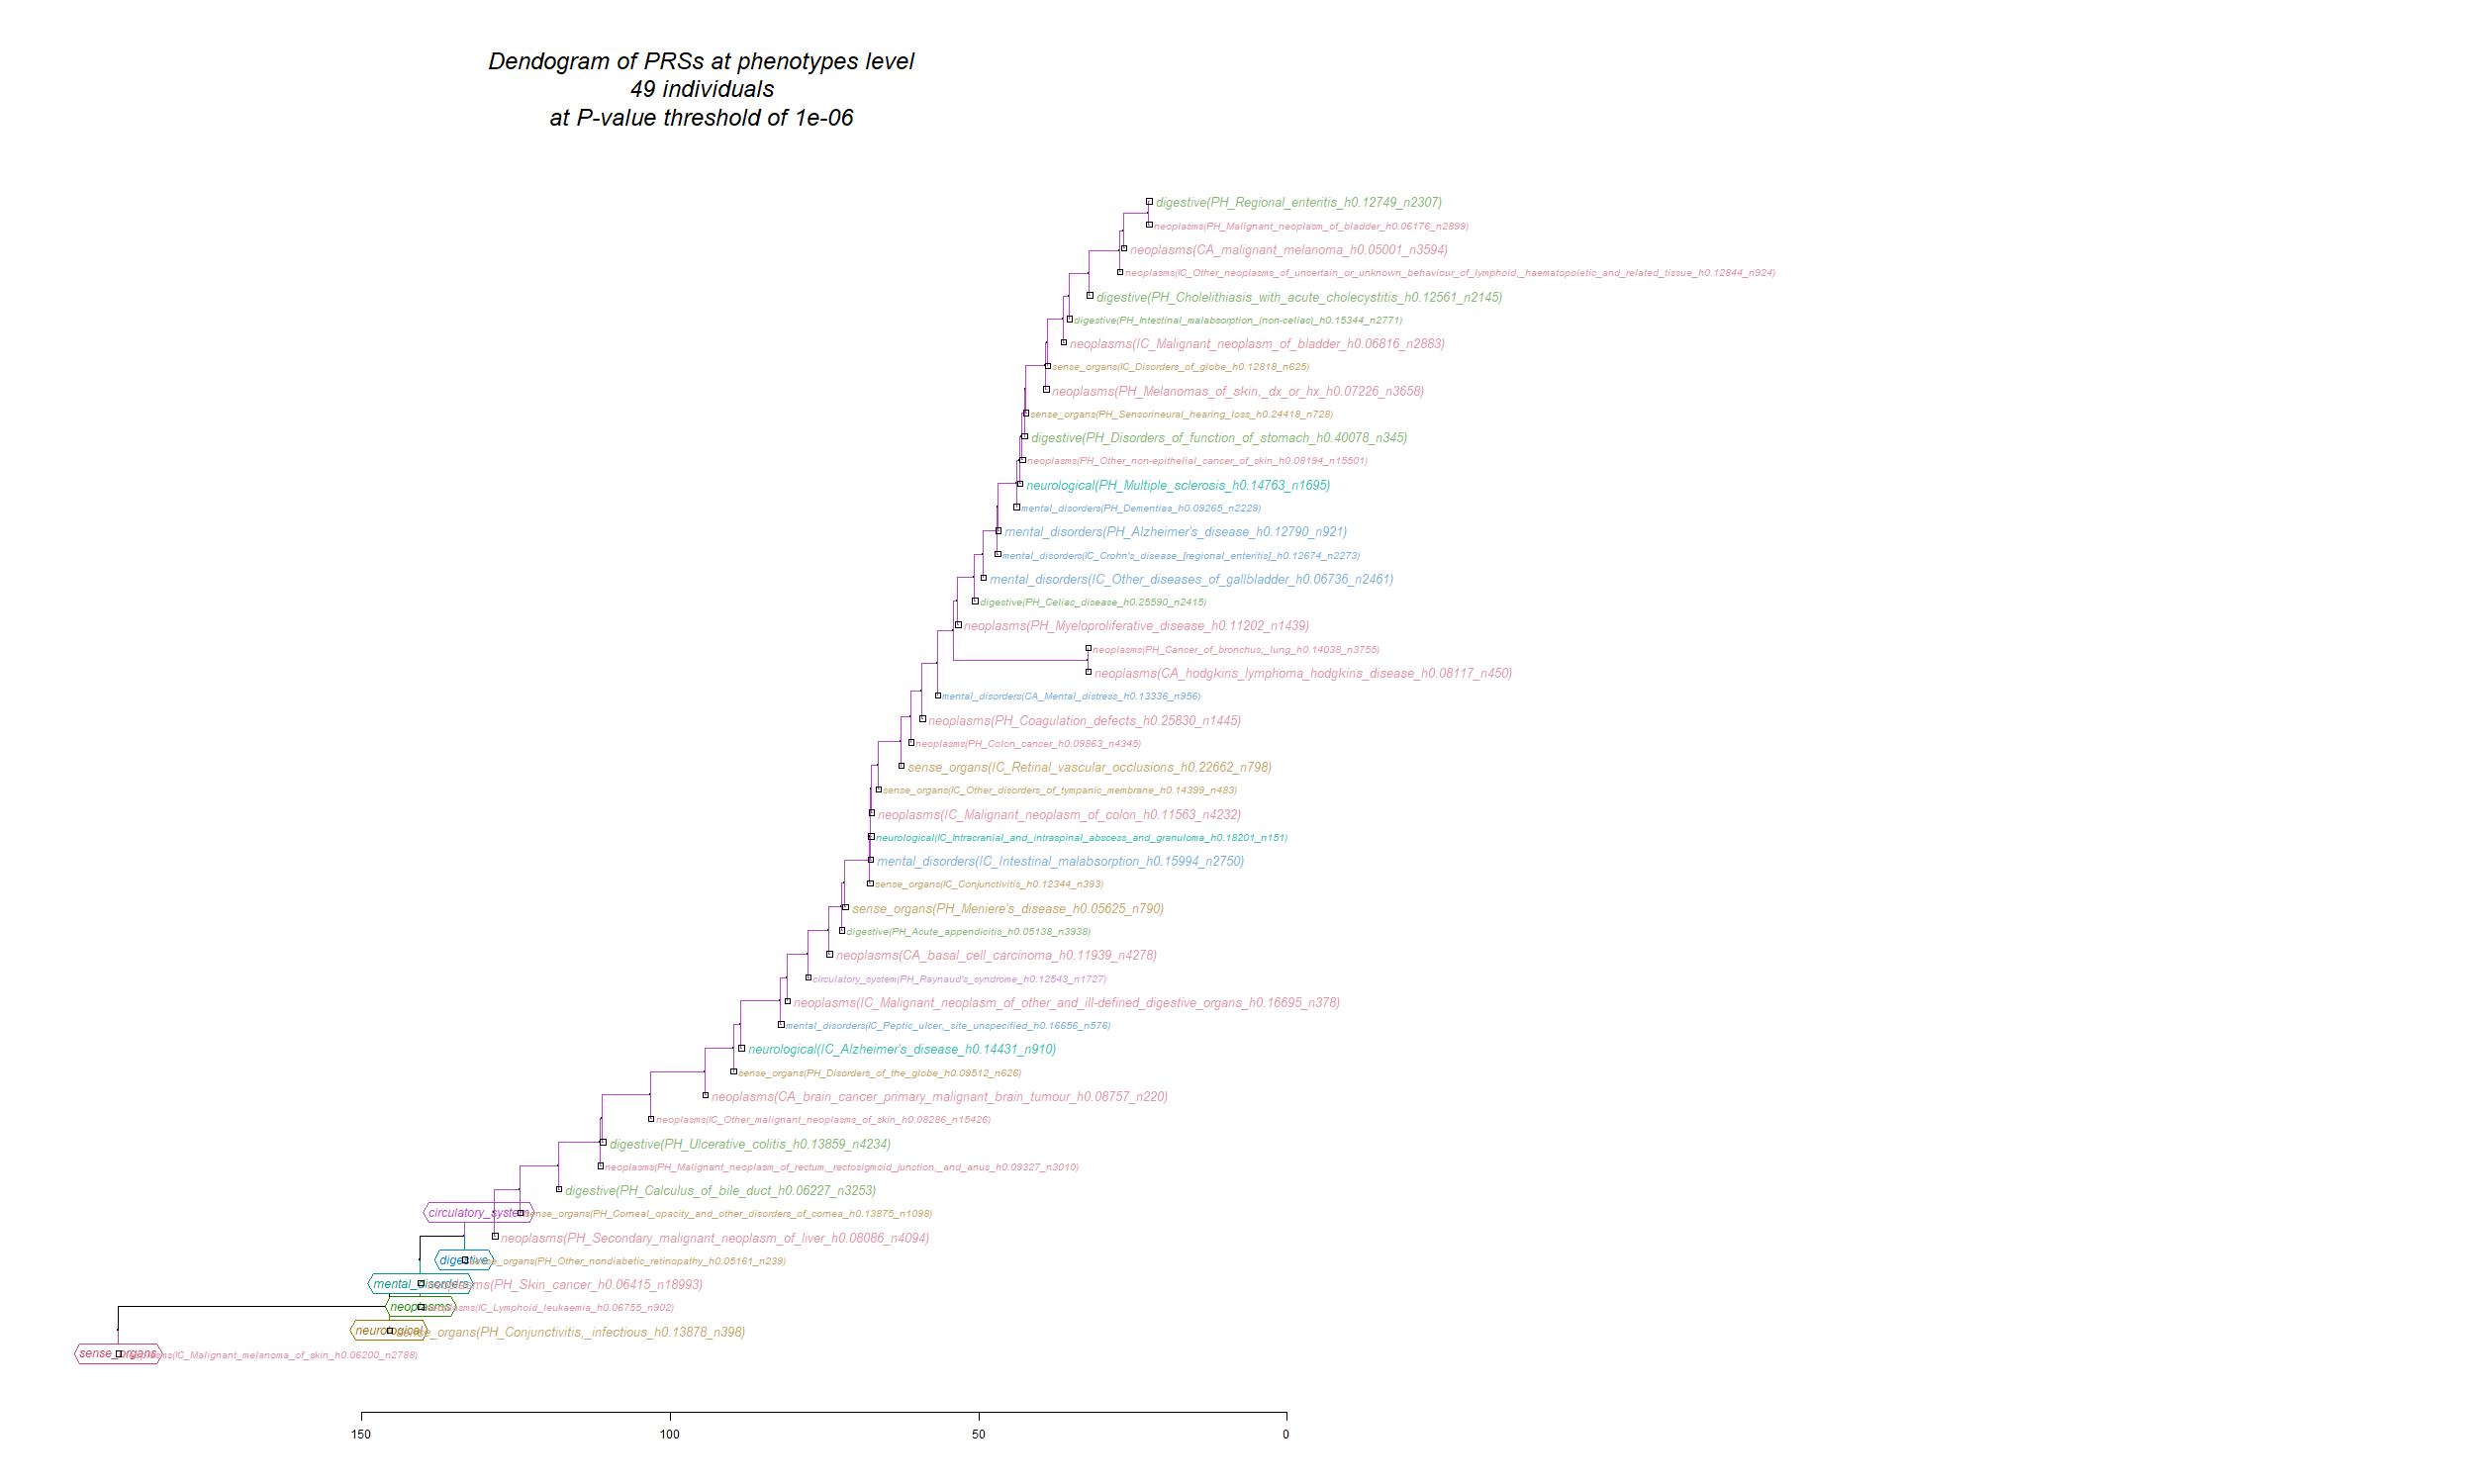 Dendogram of PRSs at phenotypes level
49 individuals
at P-value threshold of 1e-06
digestive(PH_Regional_enteritis_h0.12749_n2307)
neoplasms(PH_Malignant_neoplasm_of_bladder_h0.06176_n2899)
neoplasms(CA_malignant_melanoma_h0.05001_n3594)
neoplasms(IC_Other_neoplasms_of_uncertain_or_unknown_behaviour_of_lymphoid,_haematopoietic_and_related_tissue_h0.12844_n924)
digestive(PH_Cholelithiasis_with_acute_cholecystitis_h0.12561_n2145)
digestive(PH_Intestinal_malabsorption_(non-celiac)_h0.15344_n2771)
neoplasms(IC_Malignant_neoplasm_of_bladder_h0.06816_n2883)
sense_organs(IC_Disorders_of_globe_h0.12818_n625)
neoplasms(PH_Melanomas_of_skin,_dx_or_hx_h0.07226_n3658)
sense_organs(PH_Sensorineural_hearing_loss_h0.24418_n728)
digestive(PH_Disorders_of_function_of_stomach_h0.40078_n345)
neoplasms(PH_Other_non-epithelial_cancer_of_skin_h0.08194_n15501)
neurological(PH_Multiple_sclerosis_h0.14763_n1695)
mental_disorders(PH_Dementias_h0.09265_n2229)
mental_disorders(PH_Alzheimer's_disease_h0.12790_n921)
mental_disorders(IC_Crohn's_disease_[regional_enteritis]_h0.12674_n2273)
mental_disorders(IC_Other_diseases_of_gallbladder_h0.06736_n2461)
digestive(PH_Celiac_disease_h0.25590_n2415)
neoplasms(PH_Myeloproliferative_disease_h0.11202_n1439)
neoplasms(PH_Cancer_of_bronchus;_lung_h0.14038_n3755)
neoplasms(CA_hodgkins_lymphoma_hodgkins_disease_h0.08117_n450)
mental_disorders(CA_Mental_distress_h0.13336_n956)
neoplasms(PH_Coagulation_defects_h0.25830_n1445)
neoplasms(PH_Colon_cancer_h0.09863_n4345)
sense_organs(IC_Retinal_vascular_occlusions_h0.22662_n798)
sense_organs(IC_Other_disorders_of_tympanic_membrane_h0.14399_n483)
neoplasms(IC_Malignant_neoplasm_of_colon_h0.11563_n4232)
neurological(IC_Intracranial_and_intraspinal_abscess_and_granuloma_h0.18201_n151)
mental_disorders(IC_Intestinal_malabsorption_h0.15994_n2750)
sense_organs(IC_Conjunctivitis_h0.12344_n393)
sense_organs(PH_Meniere's_disease_h0.05625_n790)
digestive(PH_Acute_appendicitis_h0.05138_n3938)
neoplasms(CA_basal_cell_carcinoma_h0.11939_n4278)
circulatory_system(PH_Raynaud's_syndrome_h0.12543_n1727)
neoplasms(IC_Malignant_neoplasm_of_other_and_ill-defined_digestive_organs_h0.16695_n378)
mental_disorders(IC_Peptic_ulcer,_site_unspecified_h0.16656_n576)
neurological(IC_Alzheimer's_disease_h0.14431_n910)
sense_organs(PH_Disorders_of_the_globe_h0.09512_n626)
neoplasms(CA_brain_cancer_primary_malignant_brain_tumour_h0.08757_n220)
neoplasms(IC_Other_malignant_neoplasms_of_skin_h0.08286_n15426)
digestive(PH_Ulcerative_colitis_h0.13859_n4234)
neoplasms(PH_Malignant_neoplasm_of_rectum,_rectosigmoid_junction,_and_anus_h0.09327_n3010)
digestive(PH_Calculus_of_bile_duct_h0.06227_n3253)
circulatory_system sense_organs(PH_Corneal_opacity_and_other_disorders_of_cornea_h0.13875_n1098)
neoplasms(PH_Secondary_malignant_neoplasm_of_liver_h0.08086_n4094)
digestive sense_organs(PH_Other_nondiabetic_retinopathy_h0.05161_n239)
mental_disorders neoplasms(PH_Skin_cancer_h0.06415_n18993)
neoplasms neoplasms(IC_Lymphoid_leukaemia_h0.06755_n902)
neurological sense_organs(PH_Conjunctivitis,_infectious_h0.13878_n398)
sense_organs neoplasms(IC_Malignant_melanoma_of_skin_h0.06200_n2788)
150 100 50 0